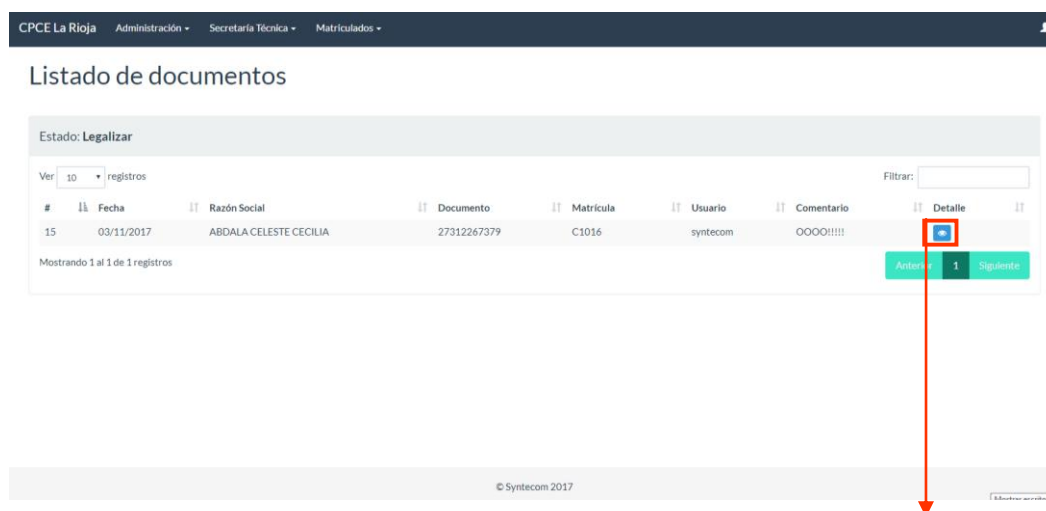 CPCE La Rioja Administración Secretaría Técnica Matriculados
Listado de documentos
Estado: Legalizar
Ver 10 registros Filtrar:
# Fecha Razón Social Documento Matrícula Usuario Comentario Detalle
15 03/11/2017 ABDALA CELESTE CECILIA 27312267379 C1016 syntecom OOOO!!!!!
Mostrando 1 al 1 de 1 registros Anterior 1 Siguiente
© Syntecom 2017
Mostrar